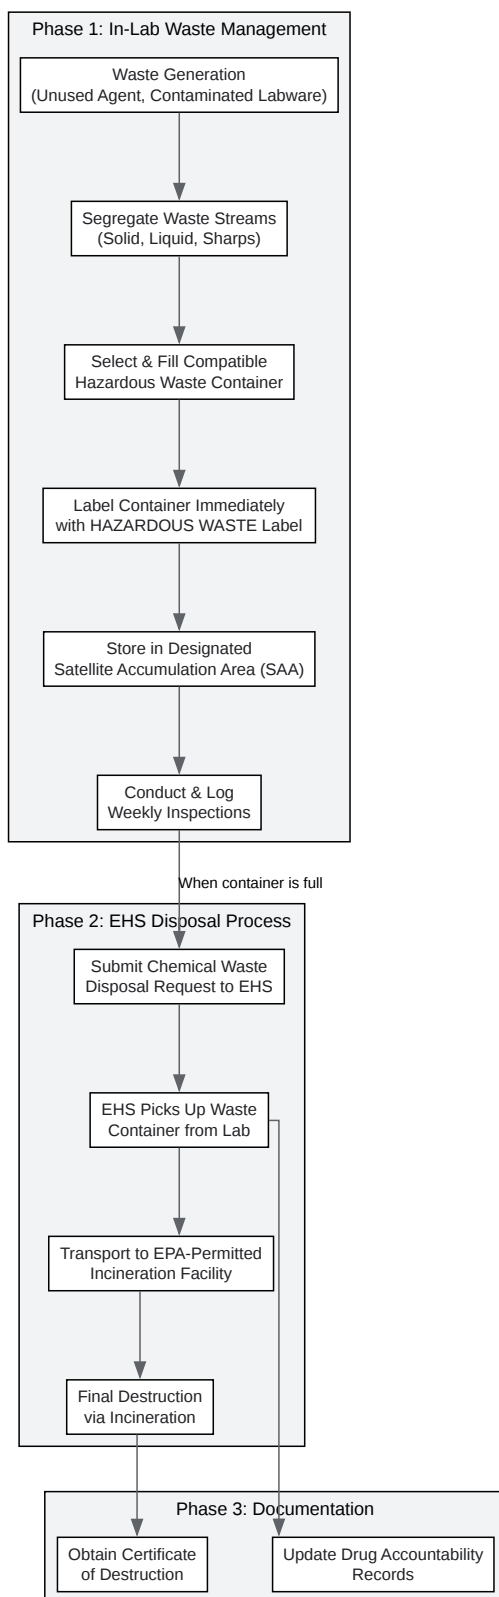 Phase 1: In-Lab Waste Management
Waste Generation
(Unused Agent, Contaminated Labware)
Segregate Waste Streams
(Solid, Liquid, Sharps)
Select & Fill Compatible
Hazardous Waste Container
Label Container Immediately
with HAZARDOUS WASTE Label
Store in Designated
Satellite Accumulation Area (SAA)
Conduct & Log
Weekly Inspections
When container is full
Phase 2: EHS Disposal Process
Submit Chemical Waste
Disposal Request to EHS
EHS Picks Up Waste
Container from Lab
Transport to EPA-Permitted
Incineration Facility
Final Destruction
via Incineration
Phase 3: Documentation
Obtain Certificate
of Destruction
Update Drug Accountability
Records